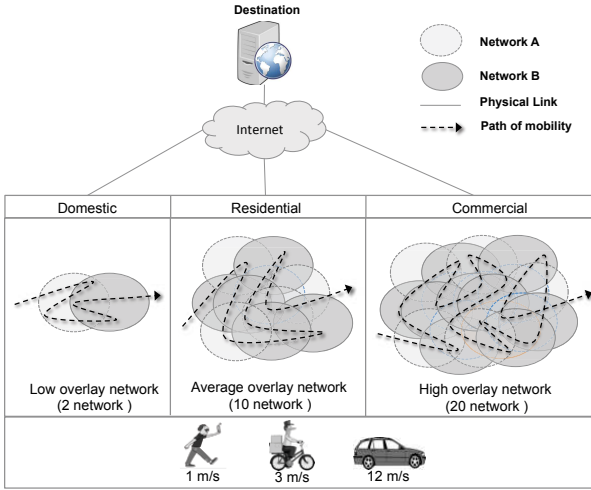 Destination
Network A
Network B
Physical Link
Path of mobility
Internet
Domestic
Residential
Commercial
Low overlay network
(2 network )
Average overlay network
(10 network )
High overlay network
(20 network )
1 m/s
3 m/s
12 m/s